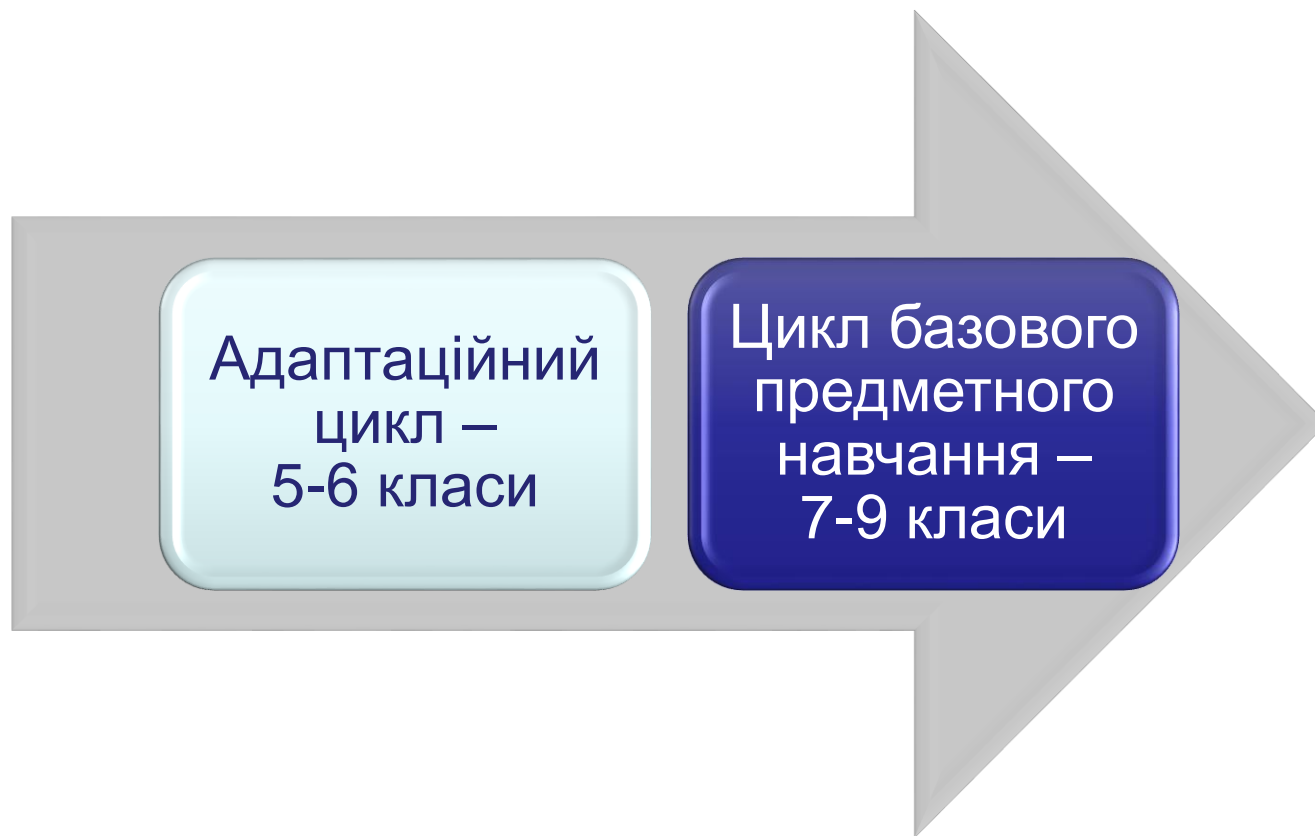 Адаптаційний
цикл –
5-6 класи
Цикл базового
предметного
навчання –
7-9 класи